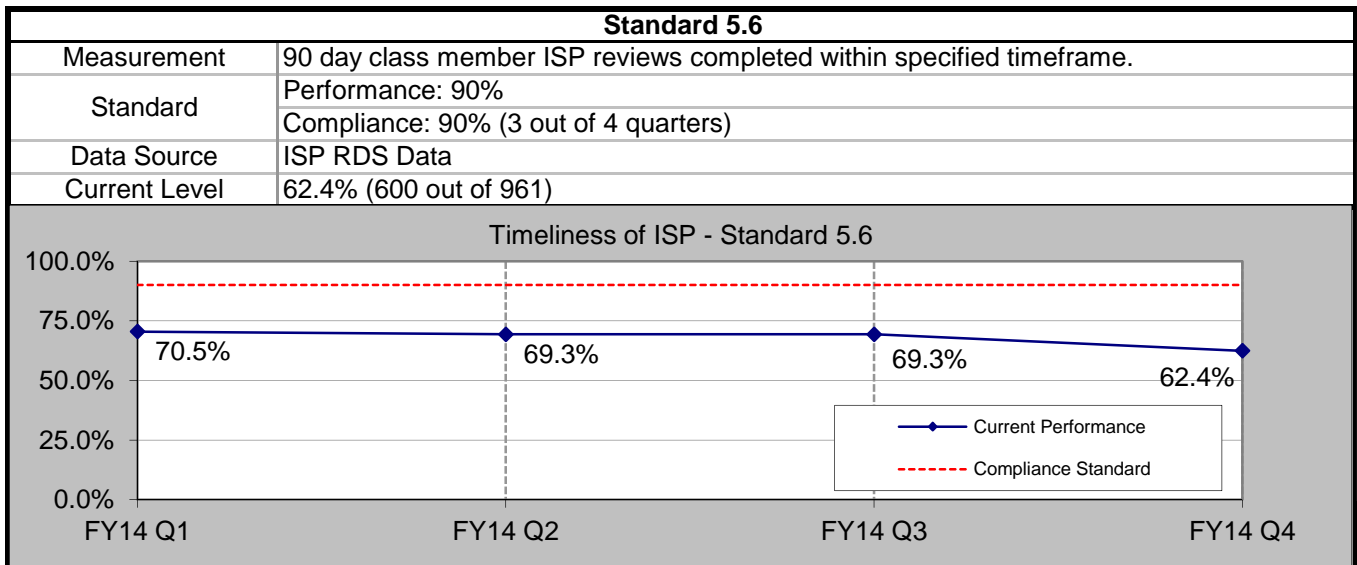 Standard 5.6
Measurement 90 day class member ISP reviews completed within specified timeframe.
Standard
Performance: 90%
Compliance: 90% (3 out of 4 quarters)
Data Source ISP RDS Data
Current Level 62.4% (600 out of 961)
Timeliness of ISP - Standard 5.6
100.0%
75.0%
70.5% 69.3% 69.3% 62.4%
50.0%
Current Performance
25.0%
Compliance Standard
0.0%
FY14 Q1 FY14 Q2 FY14 Q3 FY14 Q4